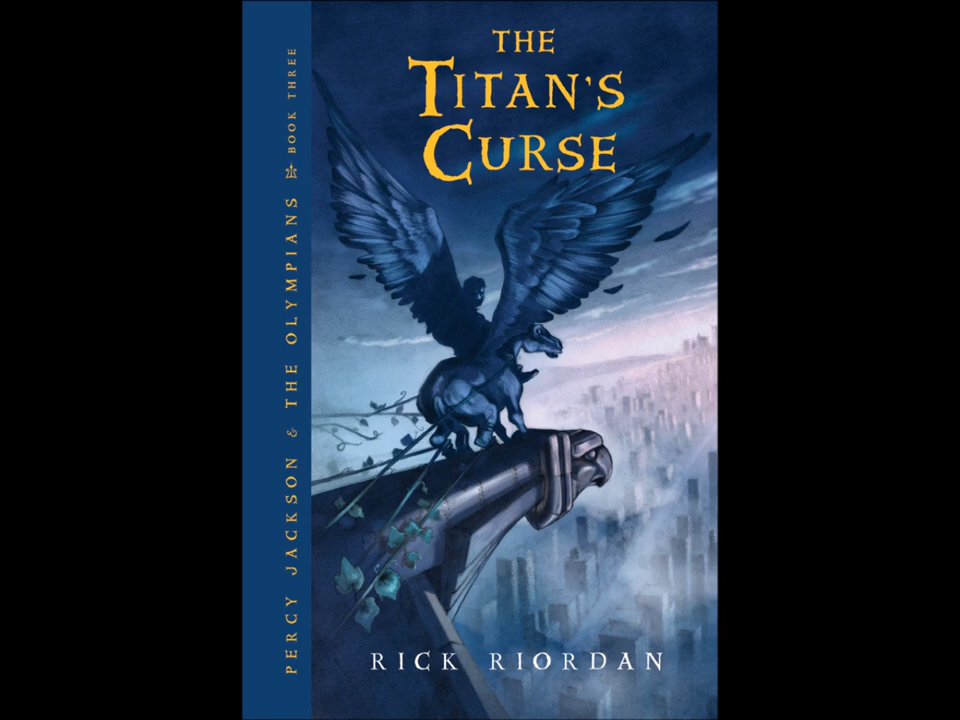 THE
TITAN'S
CURSE
PERCY JACKSON & THE OLYMPIANS BOOK THREE
RICK RIORDAN